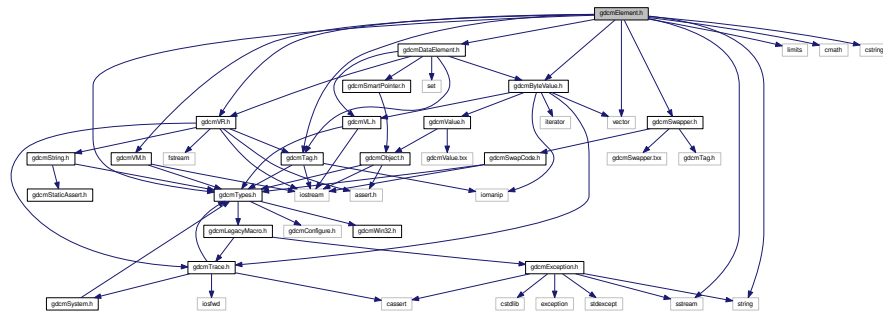 gdcmElement.h
gdcmDataElement.h
limits
cmath
cstring
gdcmSmartPointer.h
set
gdcmByteValue.h
gdcmVR.h
gdcmVL.h
gdcmValue.h
iterator
vector
gdcmSwapper.h
gdcmString.h
gdcmVM.h
fstream
gdcmTag.h
gdcmObject.h
gdcmValue.txx
gdcmSwapCode.h
gdcmSwapper.txx
gdcmTag.h
gdcmStaticAssert.h
gdcmTypes.h
iostream
assert.h
iomanip
gdcmLegacyMacro.h
gdcmConfigure.h
gdcmWin32.h
gdcmTrace.h
gdcmException.h
gdcmSystem.h
iosfwd
cassert
cstdlib
exception
stdexcept
sstream
string